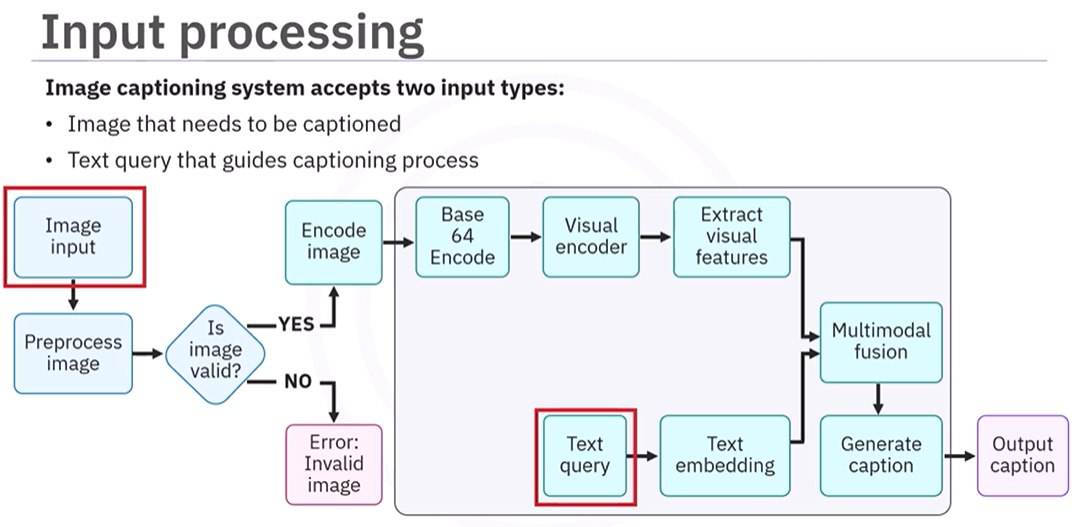 Input processing
Image captioning system accepts two input types:
• Image that needs to be captioned
• Text query that guides captioning process
Image
input
Preprocess
image
Is
image
valid?
YES
NO
Encode
image
Error:
Invalid
image
Base
64
Encode
Visual
encoder
Extract
visual
features
Text
query
Text
embedding
Multimodal
fusion
Generate
caption
Output
caption